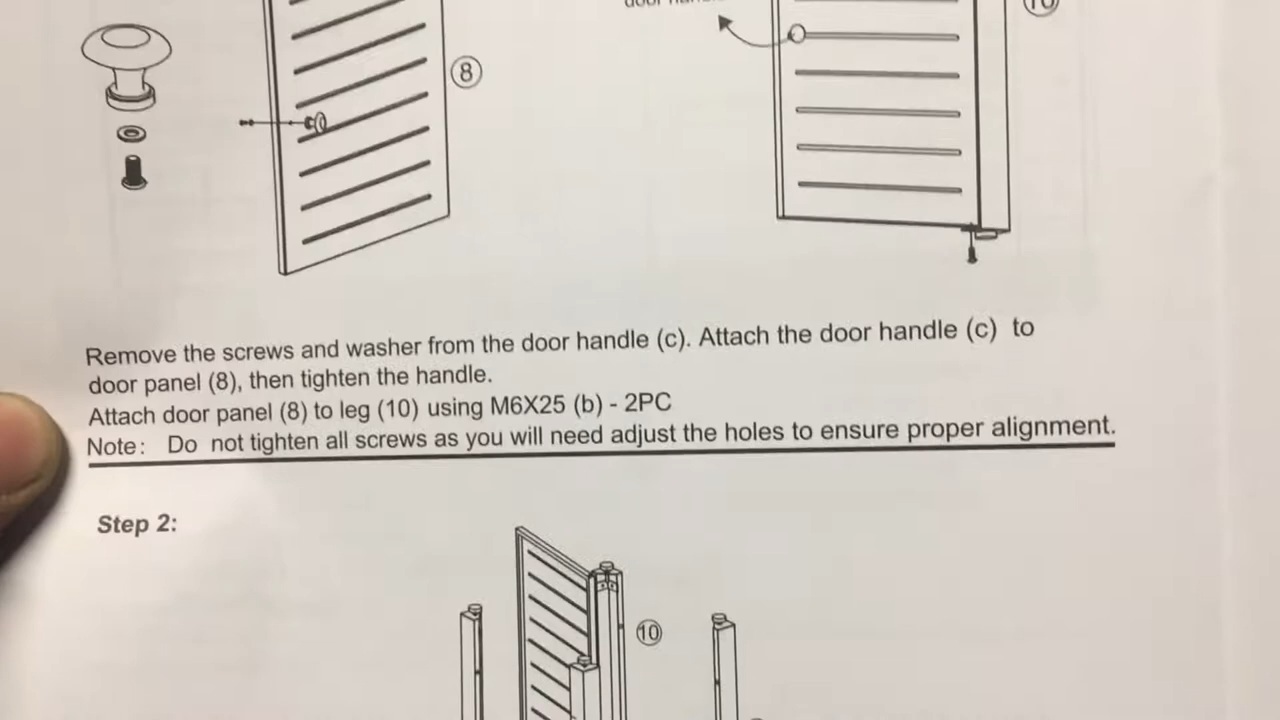 door
8
Remove the screws and washer from the door handle (c). Attach the door handle (c) to
door panel (8), then tighten the handle.
Attach door panel (8) to leg (10) using M6X25 (b) - 2PC
Note: Do not tighten all screws as you will need adjust the holes to ensure proper alignment.
Step 2:
10